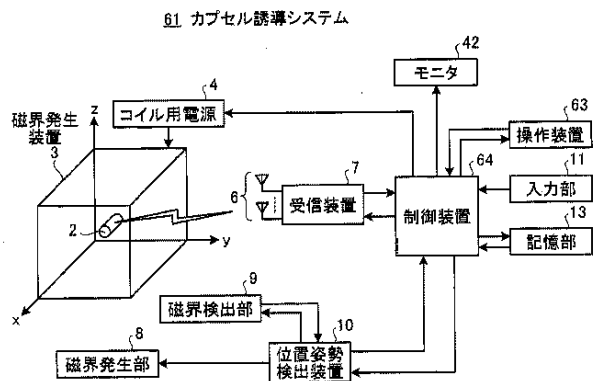 61 カプセル誘導システム
42
モニタ
4
コイル用電源
z
磁界発生
装置
3
63
操作装置
64
制御装置
7
受信装置
6
11
入力部
13
記憶部
2
y
x
9
磁界検出部
10
位置姿勢
検出装置
8
磁界発生部